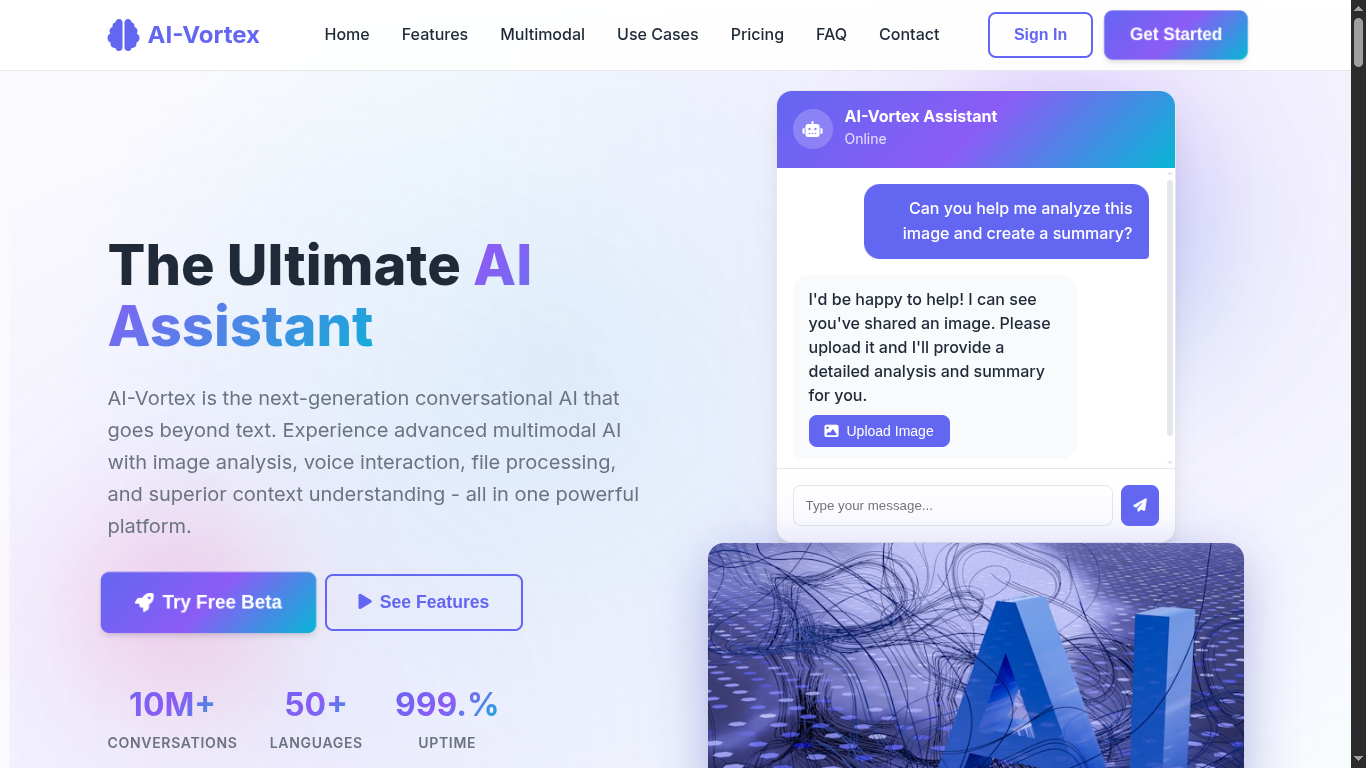 AI-Vortex
Home
Features
Multimodal
Use Cases
Pricing
FAQ
Contact
Sign In
Get Started
The Ultimate AI
Assistant
AI-Vortex is the next-generation conversational AI that
goes beyond text. Experience advanced multimodal AI
with image analysis, voice interaction, file processing,
and superior context understanding - all in one powerful
platform.
Try Free Beta
See Features
10M+
CONVERSATIONS
50+
LANGUAGES
999.%
UPTIME
AI-Vortex Assistant
Online
Can you help me analyze this
image and create a summary?
I'd be happy to help! I can see
you've shared an image. Please
upload it and I'll provide a
detailed analysis and summary
for you.
Upload Image
Type your message...
AI